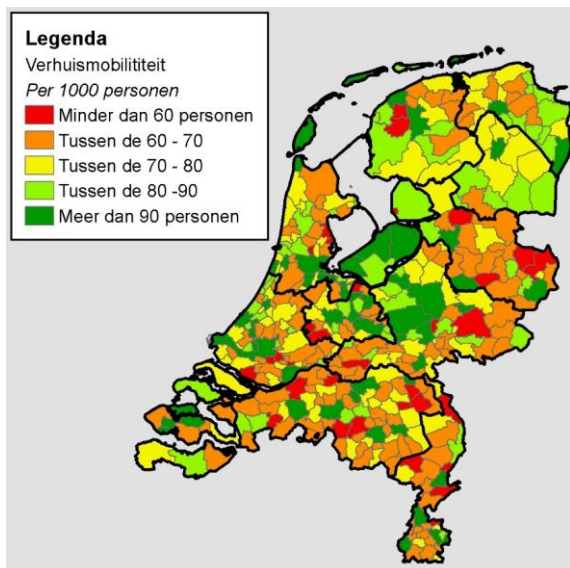 Legenda
Verhuismobilititeit
Per 1000 personen
Minder dan 60 personen
Tussen de 60 - 70
Tussen de 70 - 80
Tussen de 80 -90
Meer dan 90 personen